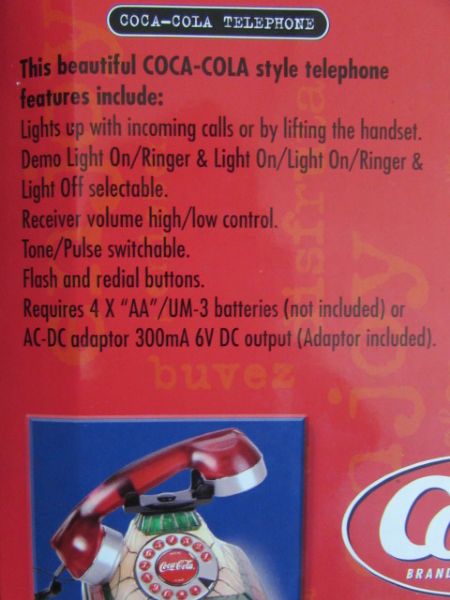 COCA-COLA TELEPHONE
This beautiful COCA-COLA style telephone
features include:
Lights up with incoming calls or by lifting the handset.
Demo Light On/Ringer & Light On/Light On/Ringer &
Light Off selectable.
Receiver volume high/low control.
Tone/Pulse switchable.
Flash and redial buttons.
Requires 4 X “AA”/UM-3 batteries (not included) or
AC-DC adaptor 300mA 6V DC output (Adaptor included).
buvez
Coca-Cola
BRAND